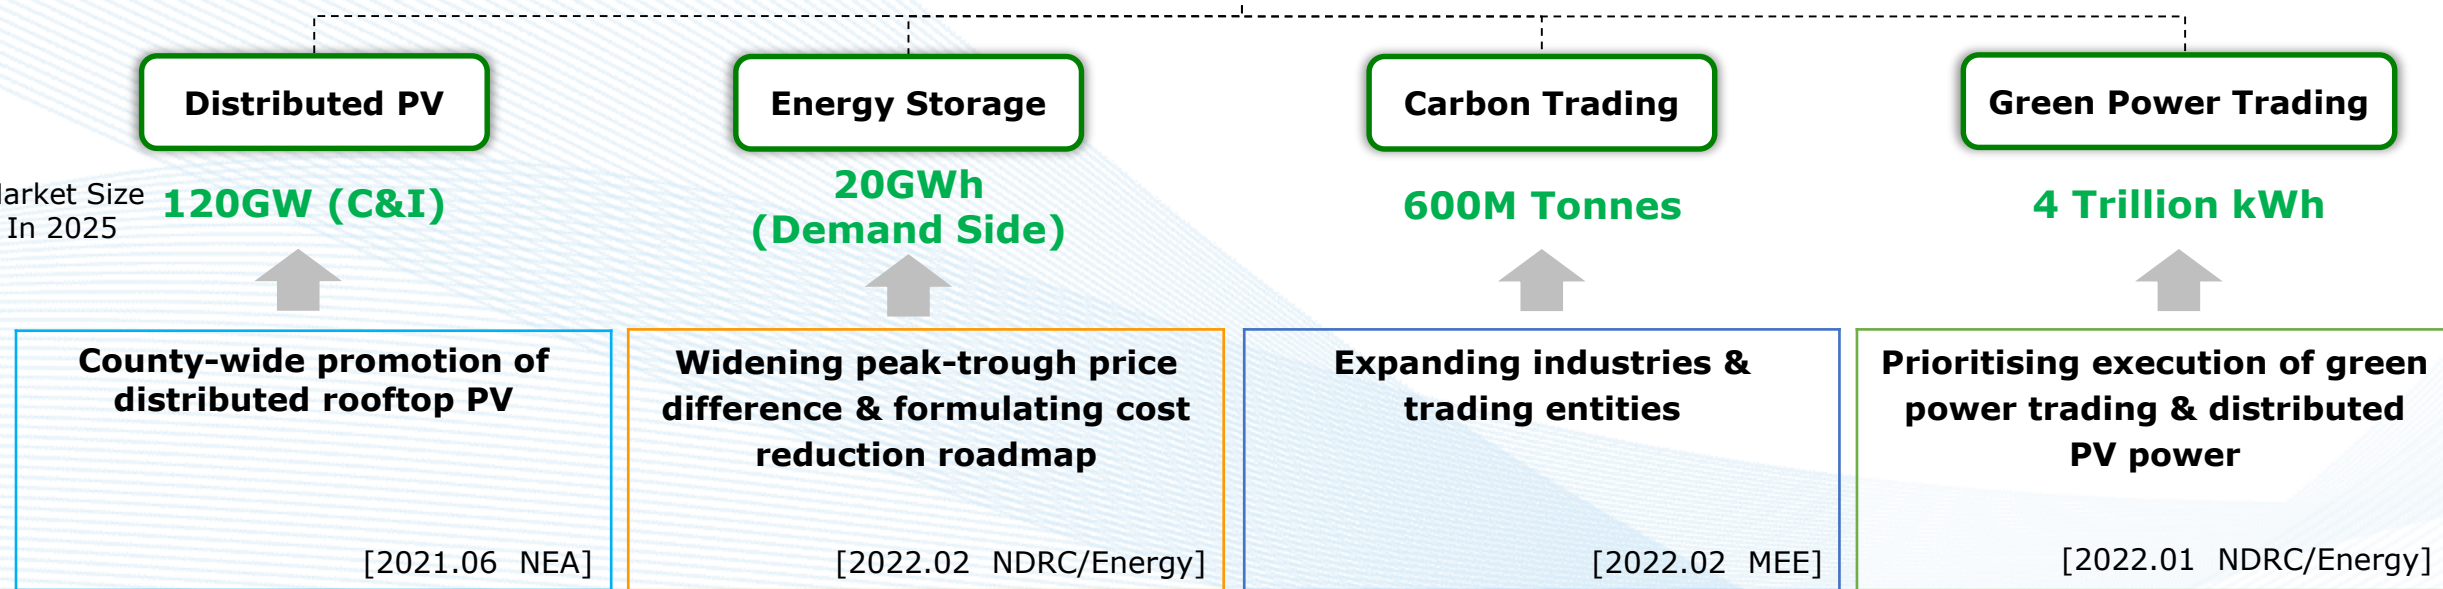 Distributed PV
Energy Storage
Carbon Trading
Green Power Trading
Market Size
In 2025
120GW (C&I)
20GWh
(Demand Side)
600M Tonnes
4 Trillion kWh
County-wide promotion of
distributed rooftop PV
[2021.06 NEA]
Widening peak-trough price
difference & formulating cost
reduction roadmap
[2022.02 NDRC/Energy]
Expanding industries &
trading entities
[2022.02 MEE]
Prioritising execution of green
power trading & distributed
PV power
[2022.01 NDRC/Energy]